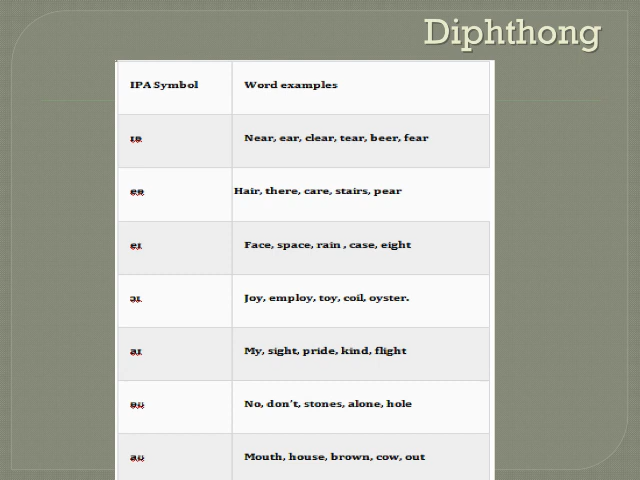 Diphthong
IPA Symbol Word examples
ɪə Near, ear, clear, tear, beer, fear
eə Hair, there, care, stairs, pear
eɪ Face, space, rain , case, eight
ɔɪ Joy, employ, toy, coil, oyster.
aɪ My, sight, pride, kind, flight
əʊ No, don’t, stones, alone, hole
aʊ Mouth, house, brown, cow, out